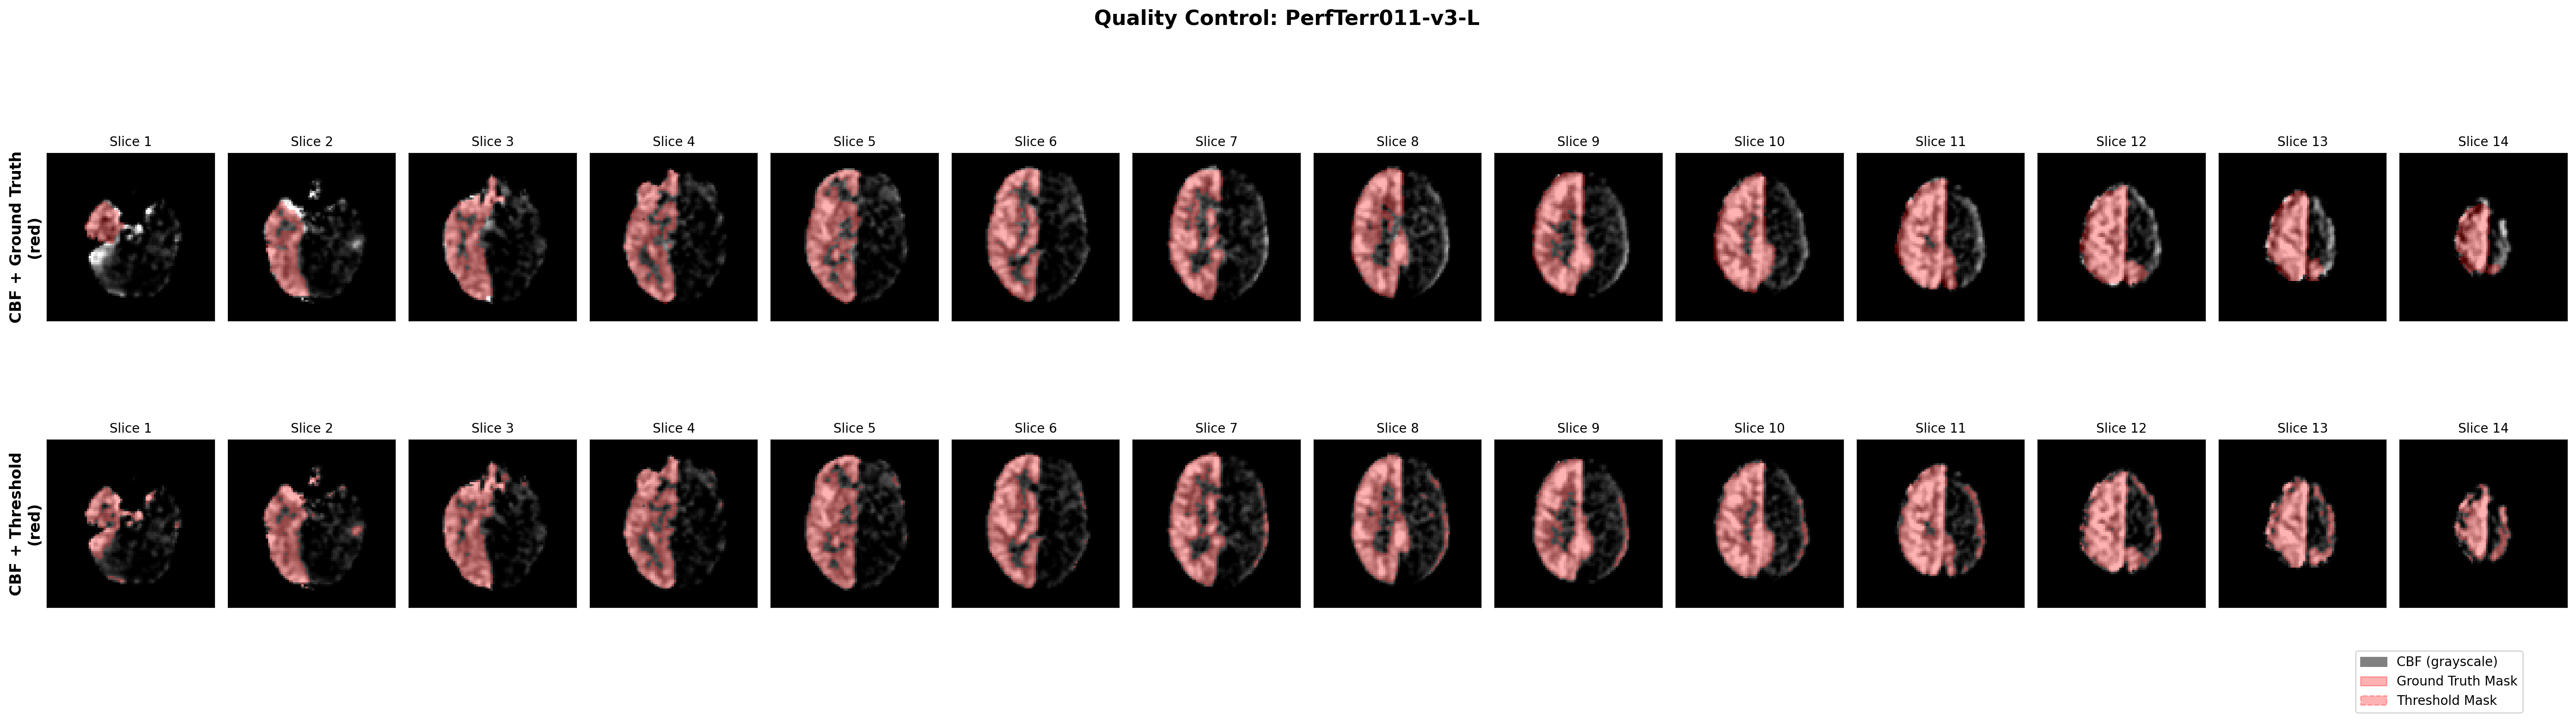 Quality Control: PerfTerr011-v3-L
CBF + Ground Truth
(red)
Slice 1
Slice 2
Slice 3
Slice 4
Slice 5
Slice 6
Slice 7
Slice 8
Slice 9
Slice 10
Slice 11
Slice 12
Slice 13
Slice 14
CBF + Threshold
(red)
Slice 1
Slice 2
Slice 3
Slice 4
Slice 5
Slice 6
Slice 7
Slice 8
Slice 9
Slice 10
Slice 11
Slice 12
Slice 13
Slice 14
CBF (grayscale)
Ground Truth Mask
Threshold Mask